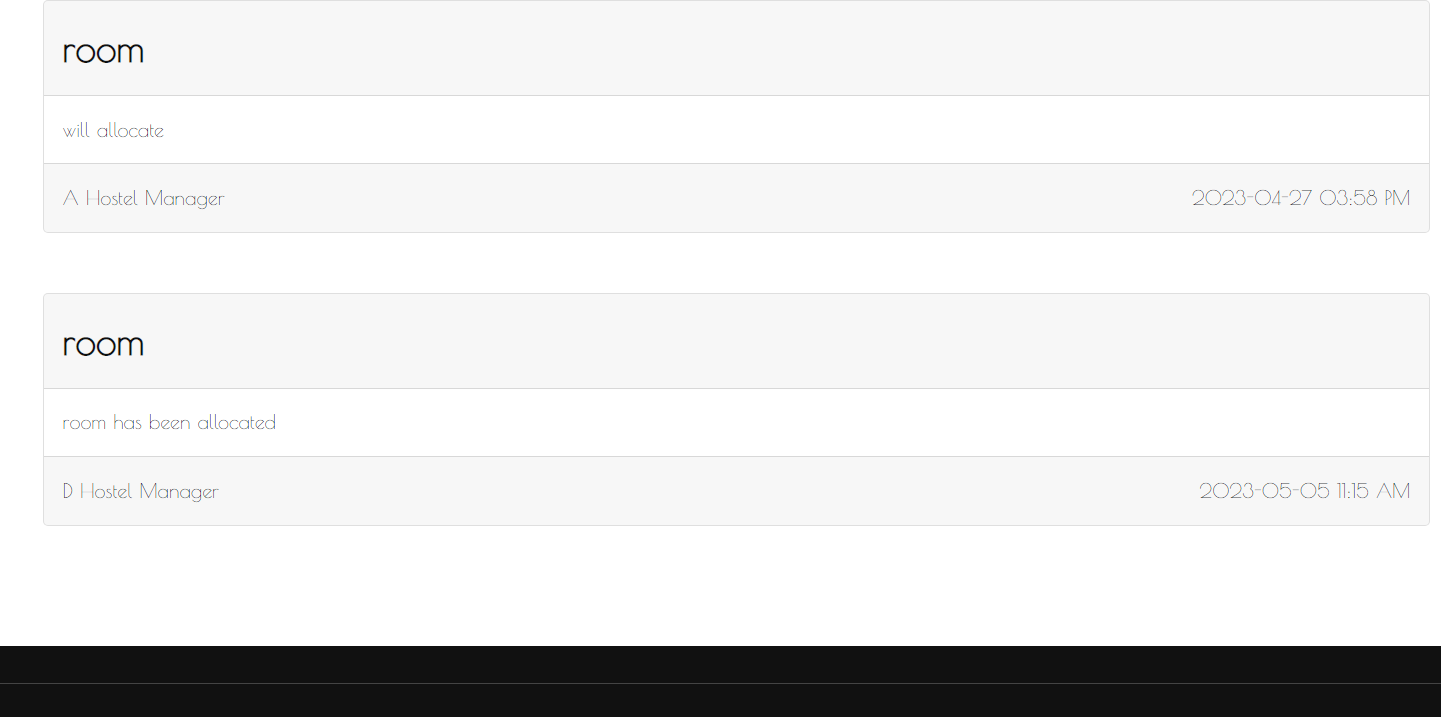 room
will allocate
A Hostel Manager 2023-04-27 03:58 PM
room
room has been allocated
D Hostel Manager 2023-05-05 11:15 AM